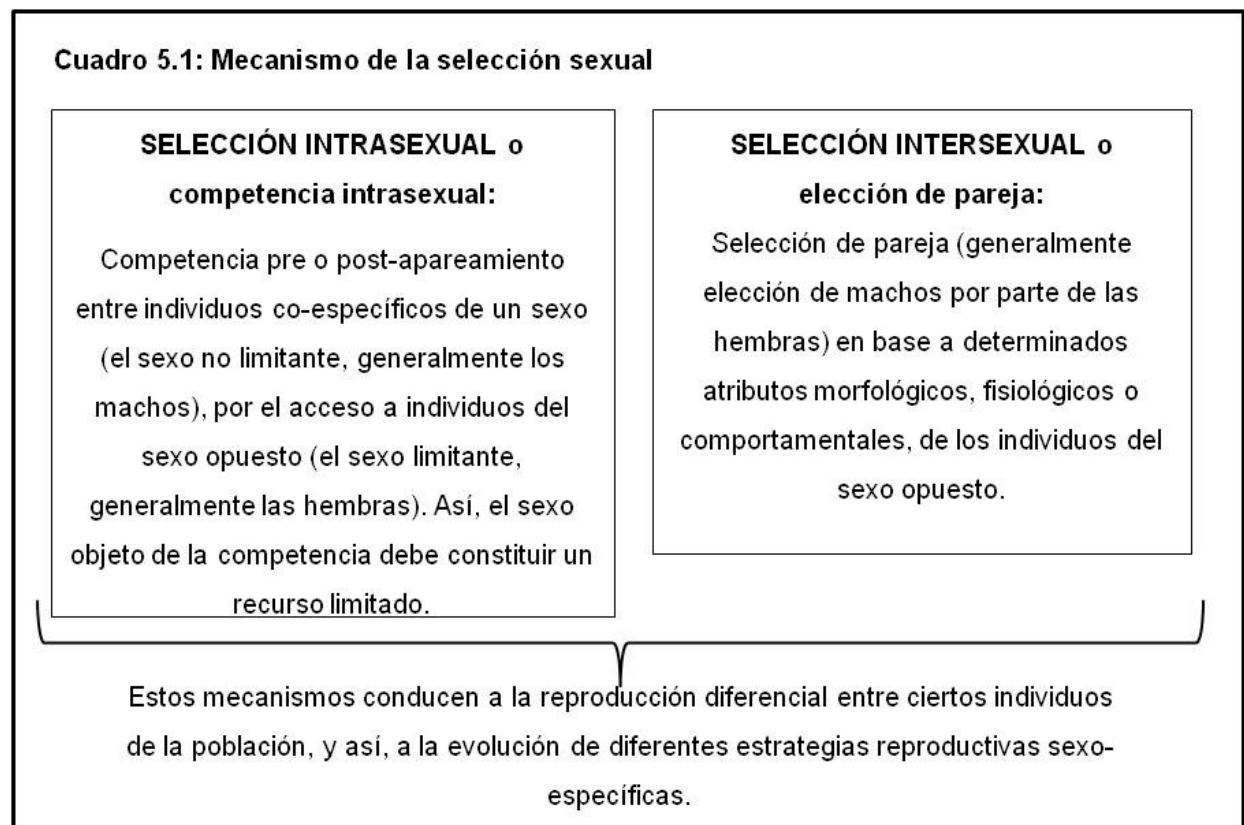 Cuadro 5.1: Mecanismo de la selección sexual
SELECCIÓN INTRASEXUAL o
competencia intrasexual:
Competencia pre o post-apareamiento
entre individuos co-específicos de un sexo
(el sexo no limitante, generalmente los
machos), por el acceso a individuos del
sexo opuesto (el sexo limitante,
generalmente las hembras). Así, el sexo
objeto de la competencia debe constituir un
recurso limitado.
SELECCIÓN INTERSEXUAL o
elección de pareja:
Selección de pareja (generalmente
elección de machos por parte de las
hembras) en base a determinados
atributos morfológicos, fisiológicos o
comportamentales, de los individuos del
sexo opuesto.
Estos mecanismos conducen a la reproducción diferencial entre ciertos individuos
de la población, y así, a la evolución de diferentes estrategias reproductivas sexo-
específicas.